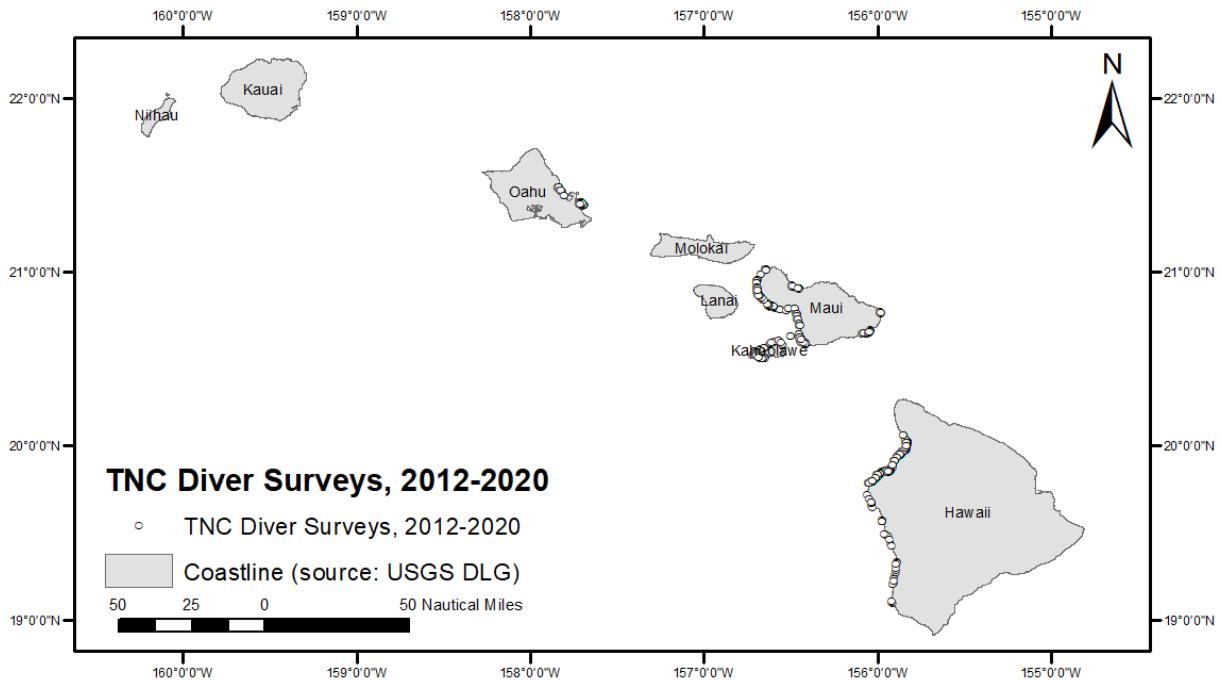 160°0'0"W 159°0'0"W 158°0'0"W 157°0'0"W 156°0'0"W 155°0'0"W
N
22°0'0"N 22°0'0"N
Kauai
Niihau
Oahu
Molokai
21°0'0"N 21°0'0"N
Lanai
Maui
Kahoolawe
20°0'0"N 20°0'0"N
Hawaii
TNC Diver Surveys, 2012-2020
TNC Diver Surveys, 2012-2020
Coastline (source: USGS DLG)
50 25 0 50 Nautical Miles
19°0'0"N 19°0'0"N
160°0'0"W 159°0'0"W 158°0'0"W 157°0'0"W 156°0'0"W 155°0'0"W